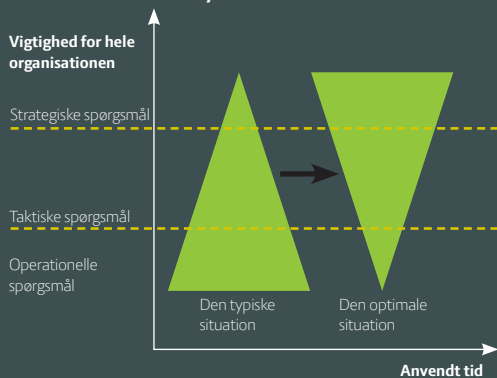 Vigtighed for hele
organisationen
Strategiske spørgsmål
Taktiske spørgsmål
Operationelle
spørgsmål
Den typiske
situation
Den optimale
situation
Anvendt tid